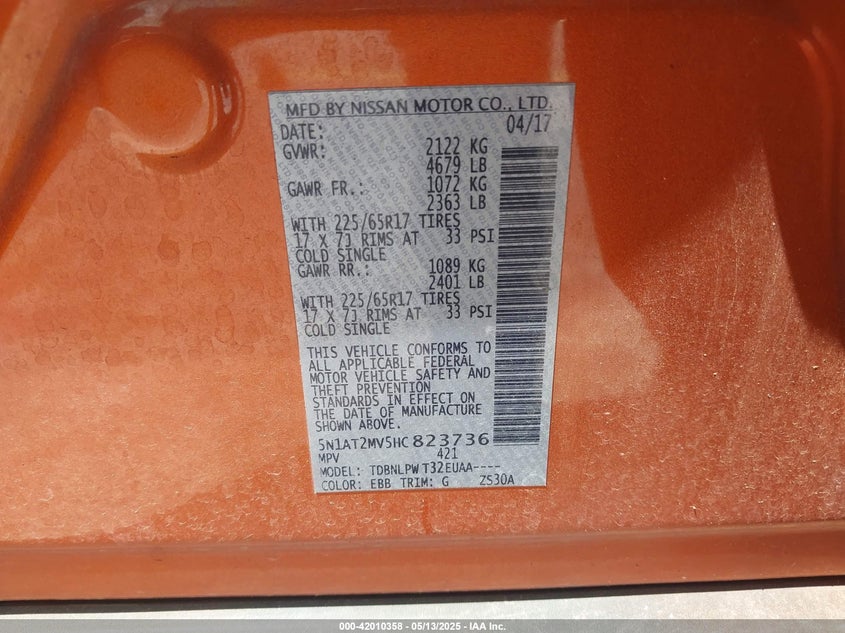 MFD BY NISSAN MOTOR CO., LTD.
DATE: 04/17
GVWR: 2122 KG
4679 LB
GAWR FR.: 1072 KG
2363 LB
WITH 225/65R17 TIRES
17 X 7J RIMS AT 33 PSI
COLD SINGLE
GAWR RR.: 1089 KG
2401 LB
WITH 225/65R17 TIRES
17 X 7J RIMS AT 33 PSI
COLD SINGLE
THIS VEHICLE CONFORMS TO
ALL APPLICABLE FEDERAL
MOTOR VEHICLE SAFETY AND
THEFT PREVENTION
STANDARDS IN EFFECT ON
THE DATE OF MANUFACTURE
SHOWN ABOVE.
5N1AT2MV5HC823736
MPV 421
MODEL: TDBNLPW T32EUAA----
COLOR: EBB TRIM: G ZS30A
000-42010358 - 05/13/2025 - IAA Inc.